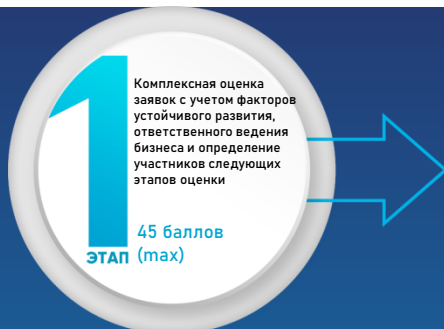 1
ЭТАП
Комплексная оценка
заявок с учетом факторов
устойчивого развития,
ответственного ведения
бизнеса и определение
участников следующих
этапов оценки
45 баллов
(max)